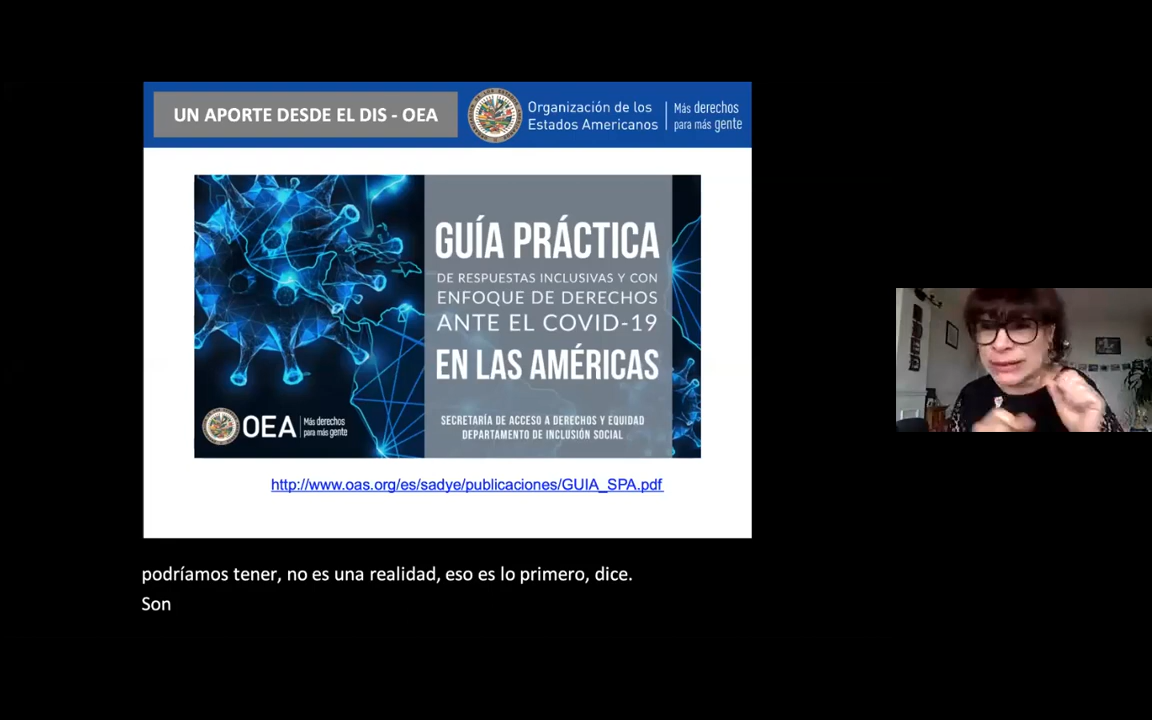 UN APORTE DESDE EL DIS - OEA
Organización de los
Estados Americanos
Más derechos
para más gente
GUÍA PRÁCTICA
DE RESPUESTAS INCLUSIVAS Y CON
ENFOQUE DE DERECHOS
ANTE EL COVID-19
EN LAS AMÉRICAS
OEA
Más derechos
para más gente
SECRETARÍA DE ACCESO A DERECHOS Y EQUIDAD
DEPARTAMENTO DE INCLUSIÓN SOCIAL
http://www.oas.org/es/sadye/publicaciones/GUIA_SPA.pdf
podríamos tener, no es una realidad, eso es lo primero, dice.
Son